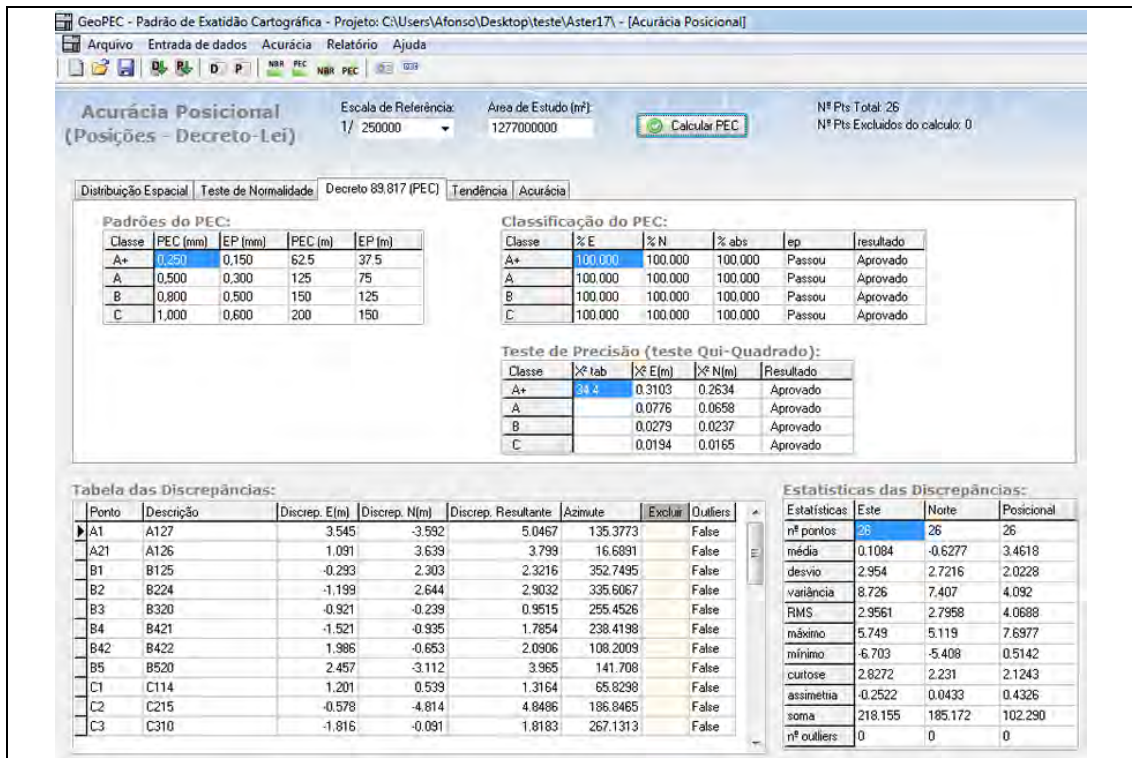 GeoPEC - Padrão de Exatidão Cartográfica - Projeto: C:\Users\Afonso\Desktop\teste\Aster17\ - [Acurácia Posicional]
Arquivo Entrada de dados Acurácia Relatório Ajuda
D P NBR PEC NBR PEC
Acurácia Posicional
(Posições - Decreto-Lei)
Escala de Referência:
1/ 250000
Área de Estudo (m²):
1277000000
Calcular PEC
Nº Pts Total: 26
Nº Pts Excluidos do calculo: 0
Distribuição Espacial Teste de Normalidade Decreto 89.817 (PEC) Tendência Acurácia
Padrões do PEC:
Classe PEC (mm) EP (mm) PEC (m) EP (m)
A+ 0,250 0,150 62.5 37.5
A 0,500 0,300 125 75
B 0,800 0,500 150 125
C 1,000 0,600 200 150
Classificação do PEC:
Classe % E % N % abs ep resultado
A+ 100.000 100.000 100.000 Passou Aprovado
A 100.000 100.000 100.000 Passou Aprovado
B 100.000 100.000 100.000 Passou Aprovado
C 100.000 100.000 100.000 Passou Aprovado
Teste de Precisão (teste Qui-Quadrado):
Classe X² tab X² E(m) X² N(m) Resultado
A+ 34.4 0.3103 0.2634 Aprovado
A 0.0776 0.0658 Aprovado
B 0.0279 0.0237 Aprovado
C 0.0194 0.0165 Aprovado
Tabela das Discrepâncias:
Ponto Descrição Discrep. E(m) Discrep. N(m) Discrep. Resultante Azimute Excluir Outliers
A1 A127 3.545 -3.592 5.0467 135.3773 False
A21 A126 1.091 3.639 3.799 16.6891 False
B1 B125 -0.293 2.303 2.3216 352.7495 False
B2 B224 -1.199 2.644 2.9032 335.6067 False
B3 B320 -0.921 -0.239 0.9515 255.4526 False
B4 B421 -1.521 -0.935 1.7854 238.4198 False
B42 B422 1.986 -0.653 2.0906 108.2009 False
B5 B520 2.457 -3.112 3.965 141.708 False
C1 C114 1.201 0.539 1.3164 65.8298 False
C2 C215 -0.578 -4.814 4.8486 186.8465 False
C3 C310 -1.816 -0.091 1.8183 267.1313 False
Estatísticas das Discrepâncias:
Estatísticas Este Norte Posicional
nº pontos 26 26 26
média 0.1084 -0.6277 3.4618
desvio 2.954 2.7216 2.0228
variância 8.726 7.407 4.092
RMS 2.9561 2.7958 4.0688
máximo 5.749 5.119 7.6977
mínimo -6.703 -5.408 0.5142
curtose 2.8272 2.231 2.1243
assimetria -0.2522 0.0433 0.4326
soma 218.155 185.172 102.290
nº outliers 0 0 0